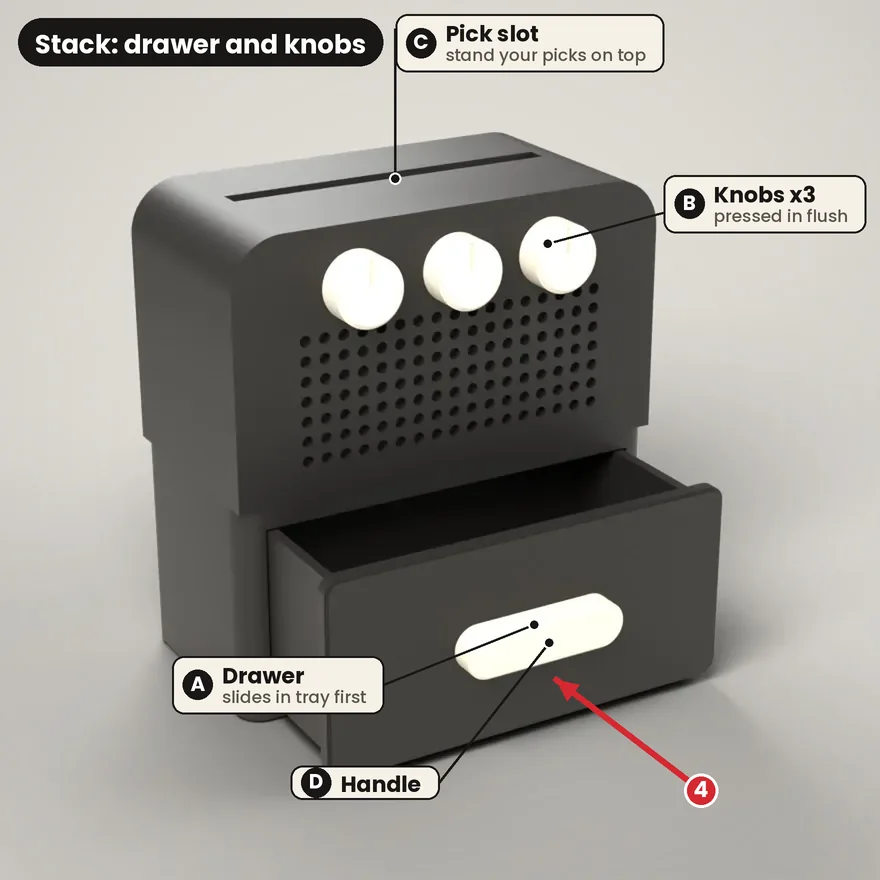 Stack: drawer and knobs
C
Pick slot
stand your picks on top
B
Knobs x3
pressed in flush
A
Drawer
slides in tray first
D
Handle
4